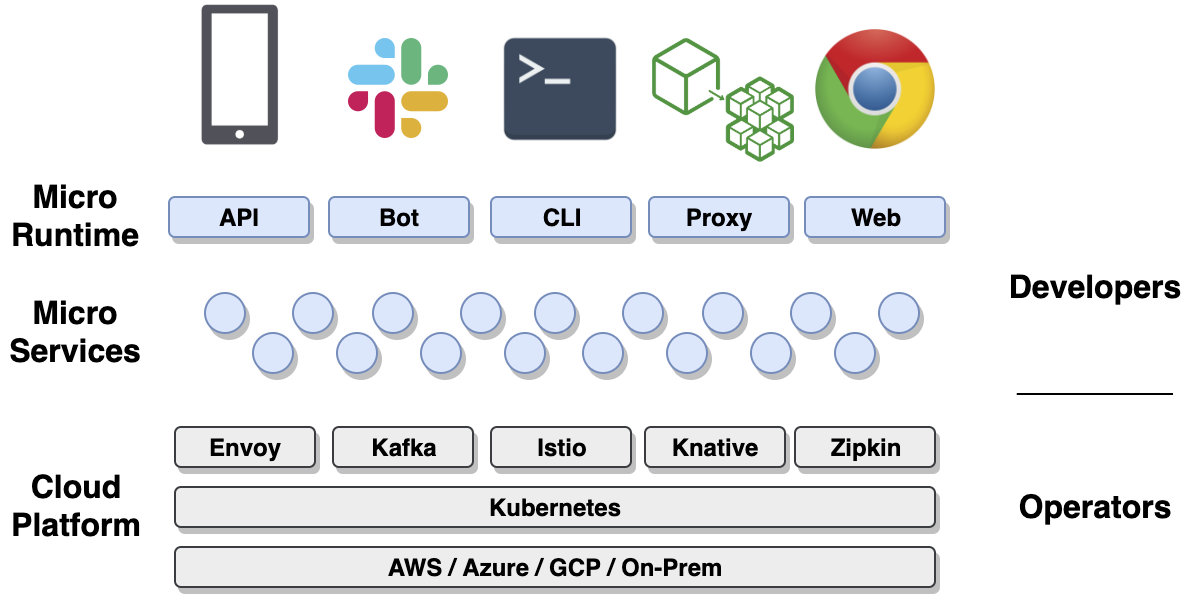 >_
Micro
Runtime
API
Bot
CLI
Proxy
Web
Micro
Services
Developers
Cloud
Platform
Envoy
Kafka
Istio
Knative
Zipkin
Kubernetes
Operators
AWS / Azure / GCP / On-Prem